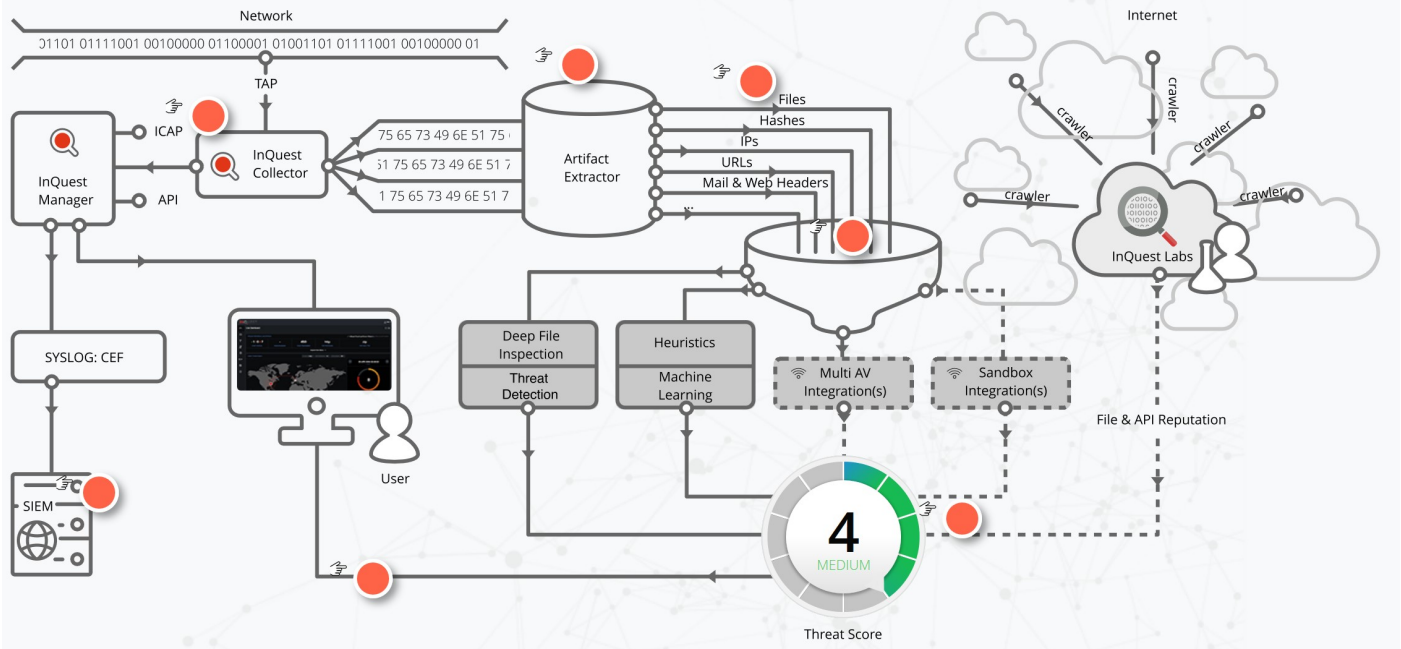 Network
Internet
01101 01111001 00100000 01100001 01001101 01111001 00100000 01
TAP
ICAP
InQuest
Manager
API
InQuest
Collector
75 65 73 49 6E 51 75
51 75 65 73 49 6E 51 7
1 75 65 73 49 6E 51 7
Artifact
Extractor
Files
Hashes
IPs
URLs
Mail & Web Headers
...
crawler
crawler
crawler
crawler
crawler
InQuest Labs
SYSLOG: CEF
SIEM
User
Deep File
Inspection
Threat
Detection
Heuristics
Machine
Learning
Multi AV
Integration(s)
Sandbox
Integration(s)
File & API Reputation
4
MEDIUM
Threat Score